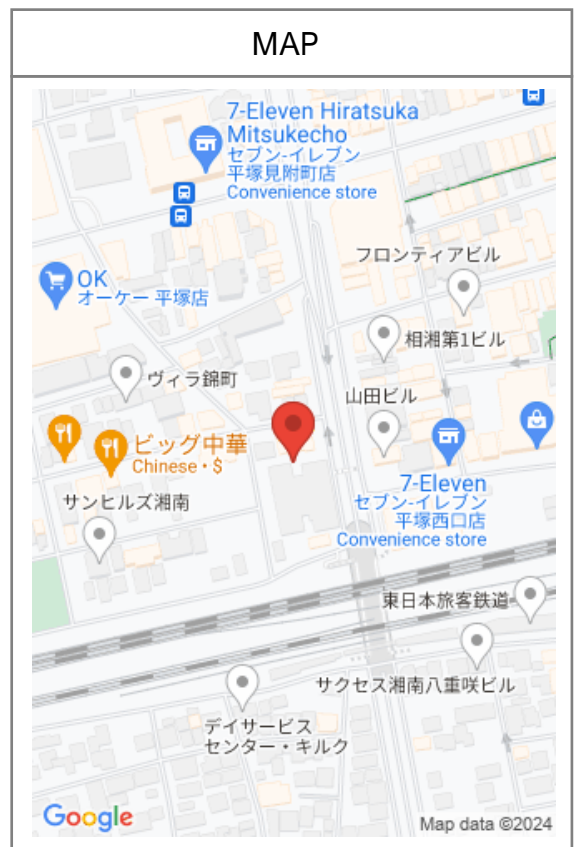 MAP
7-Eleven Hiratsuka
Mitsukecho
セブン-イレブン
平塚見附町店
Convenience store
フロンティアビル
OK
オーケー 平塚店
相湘第1ビル
ヴィラ錦町
山田ビル
ビッグ中華
Chinese • $
7-Eleven
セブン-イレブン
平塚西口店
Convenience store
サンヒルズ湘南
東日本旅客鉄道
サクセス湘南八重咲ビル
デイサービス
センター・キルク
Google
Map data ©2024